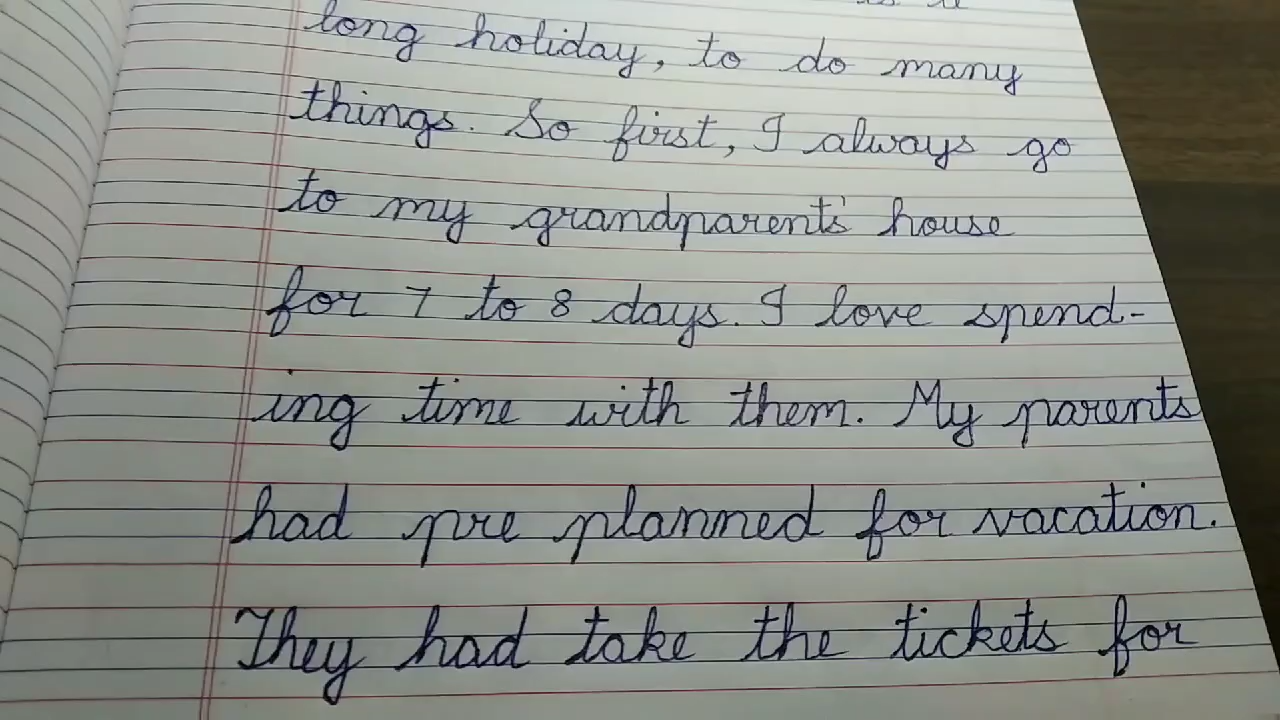 long holiday, to do many
things. So first, I always go
to my grandparents' house
for 7 to 8 days. I love spend-
ing time with them. My parents
had pre planned for vacation.
They had take the tickets for